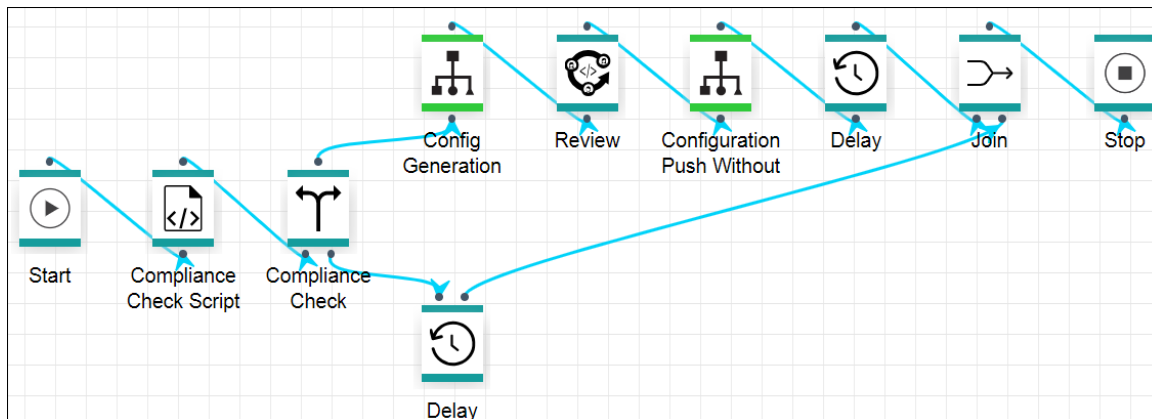 Config
Generation
Review
Configuration
Push Without
Delay
Join
Stop
Start
Compliance
Check Script
Compliance
Check
Delay